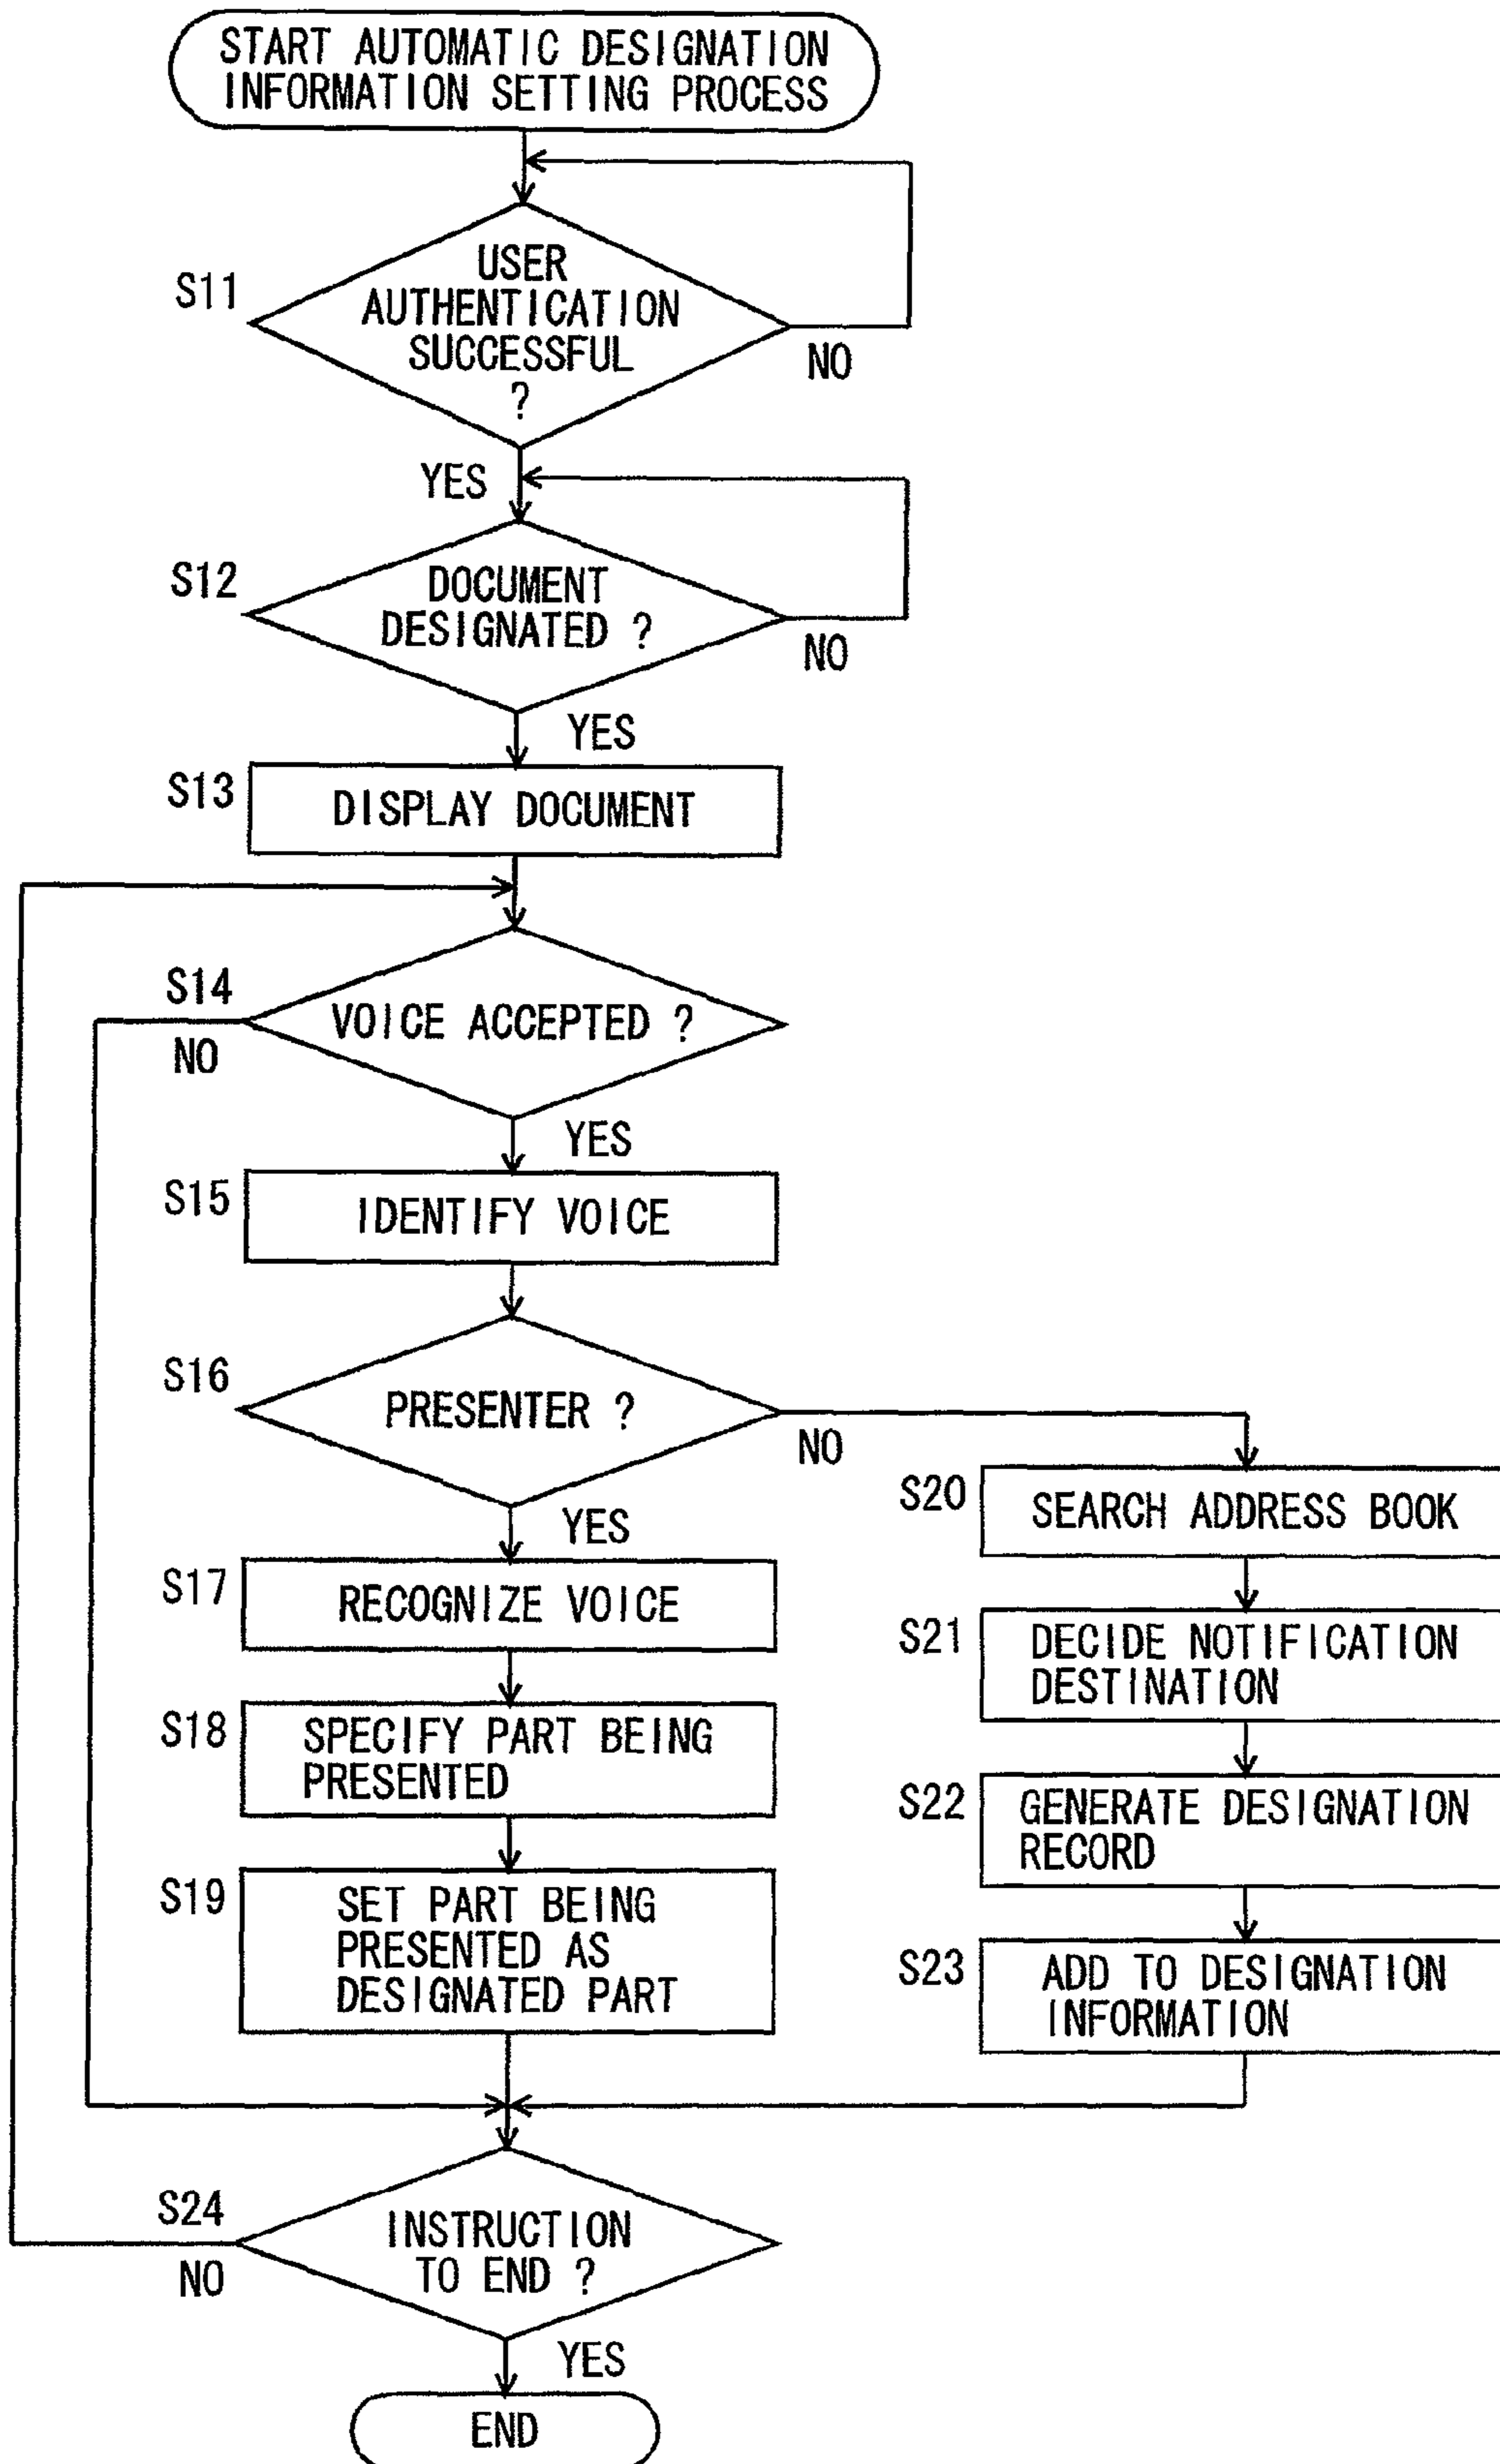 START AUTOMATIC DESIGNATION
INFORMATION SETTING PROCESS
S11
USER
AUTHENTICATION
SUCCESSFUL
?
NO
YES
S12
DOCUMENT
DESIGNATED ?
NO
YES
S13
DISPLAY DOCUMENT
S14
VOICE ACCEPTED ?
NO
YES
S15
IDENTIFY VOICE
S16
PRESENTER ?
NO
YES
S17
RECOGNIZE VOICE
S18
SPECIFY PART BEING
PRESENTED
S19
SET PART BEING
PRESENTED AS
DESIGNATED PART
S20
SEARCH ADDRESS BOOK
S21
DECIDE NOTIFICATION
DESTINATION
S22
GENERATE DESIGNATION
RECORD
S23
ADD TO DESIGNATION
INFORMATION
S24
INSTRUCTION
TO END ?
NO
YES
END